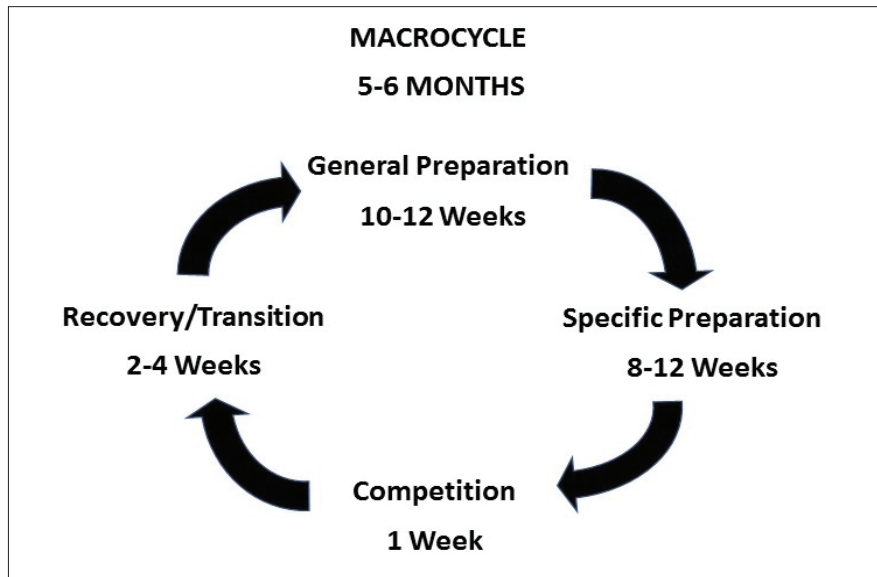 MACROCYCLE
5-6 MONTHS
General Preparation
10-12 Weeks
Specific Preparation
8-12 Weeks
Competition
1 Week
Recovery/Transition
2-4 Weeks